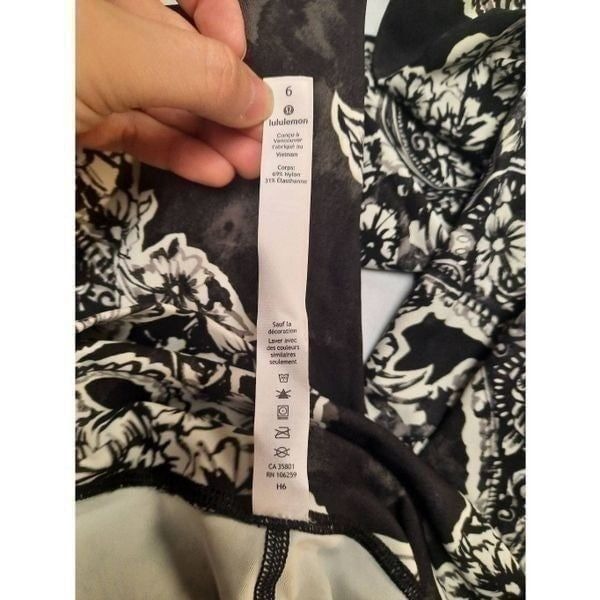 6
lululemon
Conçu à
Vancouver
Fabriqué au
Vietnam
Corps:
69% Nylon
31% Élasthanne
Sauf la
décoration
Laver avec
des couleurs
similaires
seulement
CA 35801
RN 106259
H6